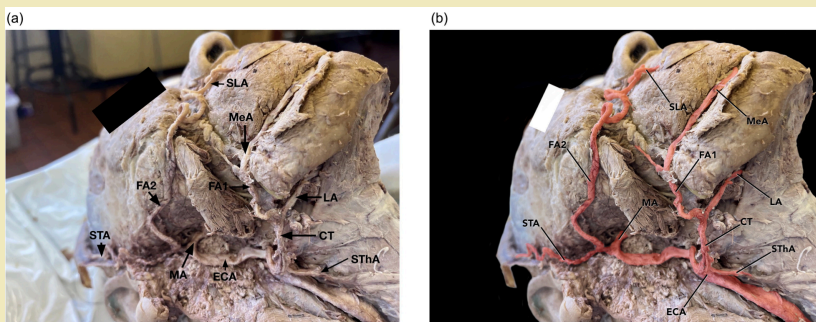 (a)
SLA
MeA
FA2
FA1
LA
STA
CT
MA
ECA
SThA
(b)
SLA
MeA
FA2
FA1
LA
MA
STA
CT
SThA
ECA